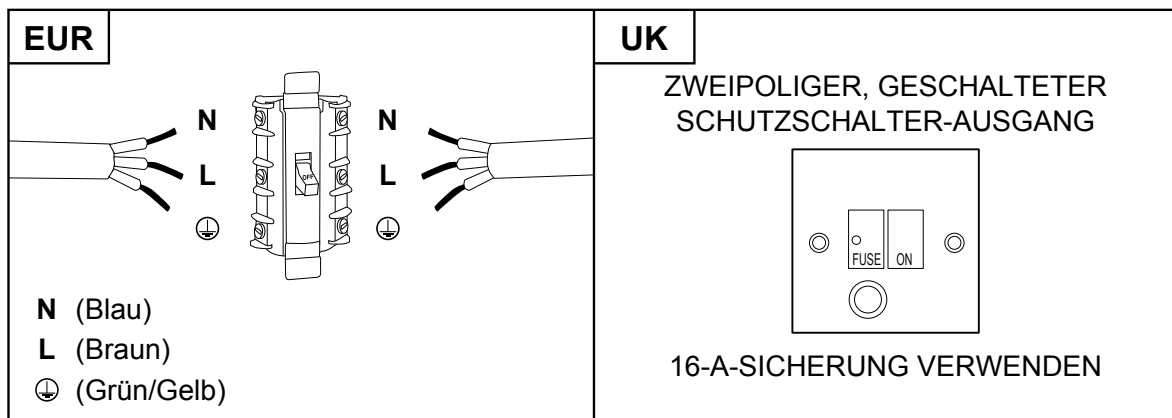 EUR
N
L
OFF
N
L
N (Blau)
L (Braun)
(Grün/Gelb)
UK
ZWEIPOLIGER, GESCHALTETER
SCHUTZSCHALTER-AUSGANG
FUSE ON
16-A-SICHERUNG VERWENDEN